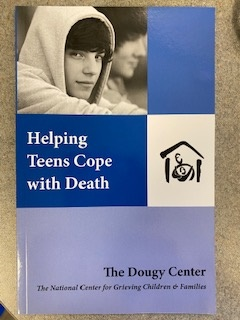 Helping
Teens Cope
with Death
The Dougy Center
The National Center for Grieving Children & Families